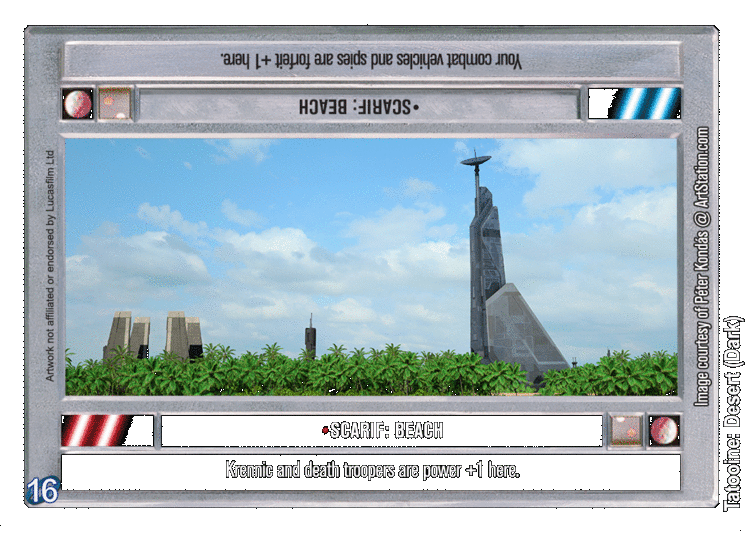 Your combat vehicles and spies are forfeit +1 here.
•SCARIF: BEACH
Artwork not affiliated or endorsed by Lucasfilm Ltd
Image courtesy of Péter Kondás @ ArtStation.com
Tatooine: Desert (Dark)
•SCARIF: BEACH
Krennic and death troopers are power +1 here.
16